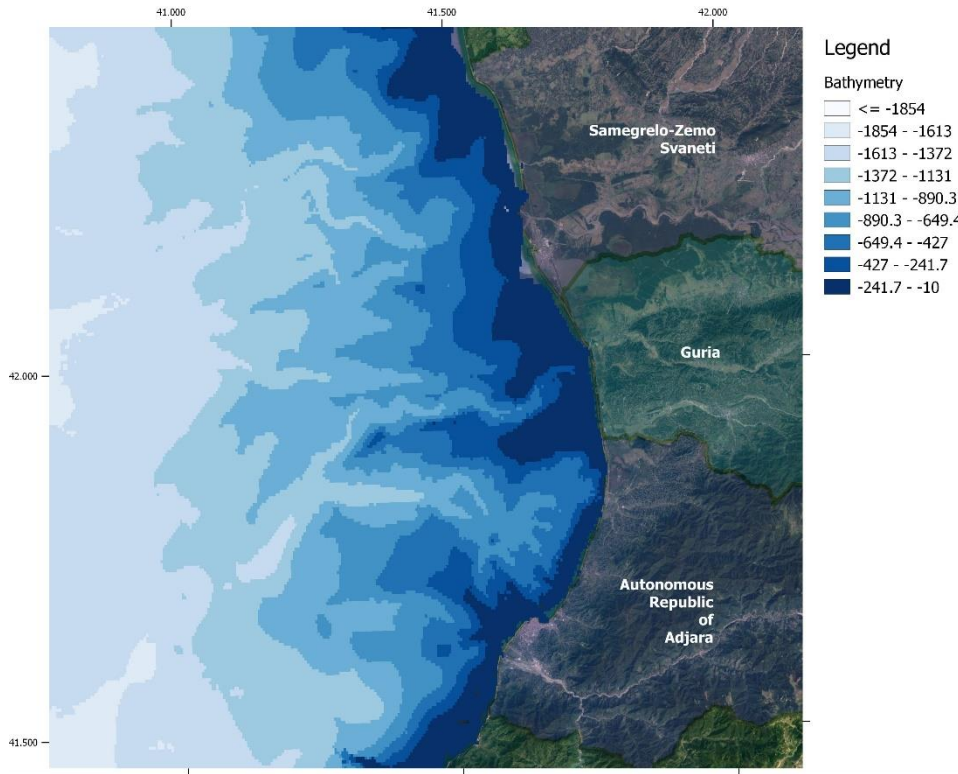 41.000
41.500
42.000
Legend
Bathymetry
<= -1854
-1854 - -1613
-1613 - -1372
-1372 - -1131
-1131 - -890.3
-890.3 - -649.4
-649.4 - -427
-427 - -241.7
-241.7 - -10
Samegrelo-Zemo
Svaneti
42.000
Guria
Autonomous
Republic
of
Adjara
41.500